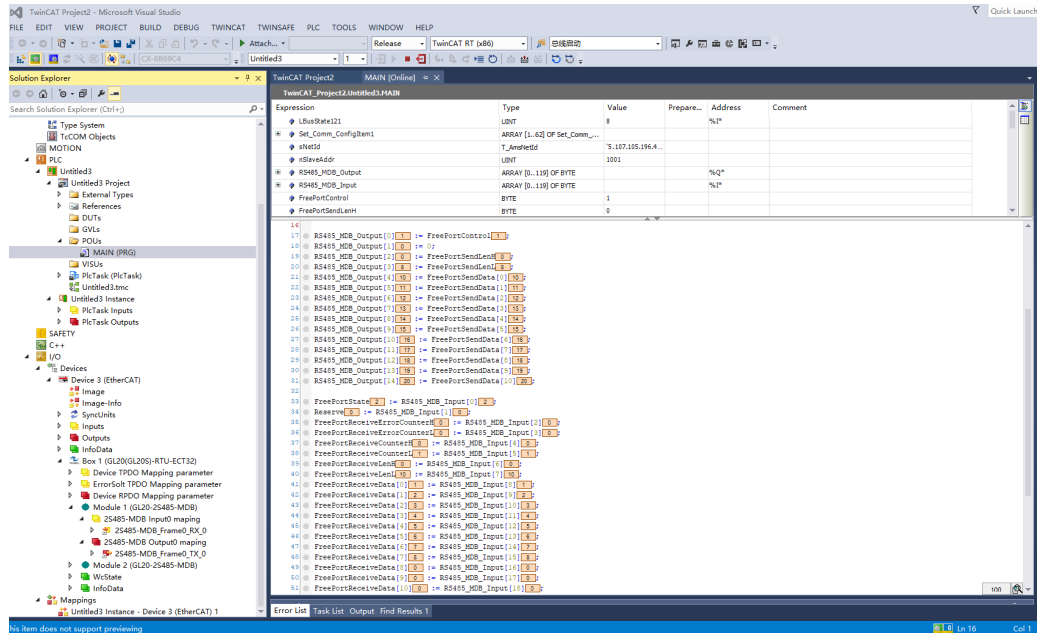 TwinCAT Project2 - Microsoft Visual Studio
Quick Launch
FILE EDIT VIEW PROJECT BUILD DEBUG TWINCAT TWINSAFE PLC TOOLS WINDOW HELP
Attach... Release TwinCAT RT (x86) 总线启动
CX-6B69C4 Untitled3 1
Solution Explorer
Search Solution Explorer (Ctrl+;)
Type System
TcCOM Objects
MOTION
PLC
Untitled3
Untitled3 Project
External Types
References
DUTs
GVLs
POUs
MAIN (PRG)
VISUs
PlcTask (PlcTask)
Untitled3.tmc
Untitled3 Instance
PlcTask Inputs
PlcTask Outputs
SAFETY
C++
I/O
Devices
Device 3 (EtherCAT)
Image
Image-Info
SyncUnits
Inputs
Outputs
InfoData
Box 1 (GL20(GL20S)-RTU-ECT32)
Device TPDO Mapping parameter
ErrorSolt TPDO Mapping parameter
Device RPDO Mapping parameter
Module 1 (GL20-2S485-MDB)
2S485-MDB Input0 maping
2S485-MDB_Frame0_RX_0
2S485-MDB Output0 maping
2S485-MDB_Frame0_TX_0
Module 2 (GL20-2S485-MDB)
WcState
InfoData
Mappings
Untitled3 Instance - Device 3 (EtherCAT) 1
TwinCAT Project2 MAIN [Online]
TwinCAT_Project2.Untitled3.MAIN
Expression Type Value Prepare... Address Comment
LBusState121 UINT 8 %I*
Set_Comm_ConfigItem1 ARRAY [1..62] OF Set_Comm_...
sNetId T_AmsNetId '5.107.105.196.4...
nSlaveAddr UINT 1001
RS485_MDB_Output ARRAY [0..119] OF BYTE %Q*
RS485_MDB_Input ARRAY [0..119] OF BYTE %I*
FreePortControl BYTE 1
FreePortSendLenH BYTE 0
16
17 RS485_MDB_Output[0] 1 := FreePortControl 1 ;
18 RS485_MDB_Output[1] 0 := 0;
19 RS485_MDB_Output[2] 0 := FreePortSendLenH 0 ;
20 RS485_MDB_Output[3] 8 := FreePortSendLenL 8 ;
21 RS485_MDB_Output[4] 10 := FreePortSendData[0] 10 ;
22 RS485_MDB_Output[5] 11 := FreePortSendData[1] 11 ;
23 RS485_MDB_Output[6] 12 := FreePortSendData[2] 12 ;
24 RS485_MDB_Output[7] 13 := FreePortSendData[3] 13 ;
25 RS485_MDB_Output[8] 14 := FreePortSendData[4] 14 ;
26 RS485_MDB_Output[9] 15 := FreePortSendData[5] 15 ;
27 RS485_MDB_Output[10] 16 := FreePortSendData[6] 16 ;
28 RS485_MDB_Output[11] 17 := FreePortSendData[7] 17 ;
29 RS485_MDB_Output[12] 18 := FreePortSendData[8] 18 ;
30 RS485_MDB_Output[13] 19 := FreePortSendData[9] 19 ;
31 RS485_MDB_Output[14] 20 := FreePortSendData[10] 20 ;
32
33 FreePortState 2 := RS485_MDB_Input[0] 2 ;
34 Reserve 0 := RS485_MDB_Input[1] 0 ;
35 FreePortReceiveErrorCounterH 0 := RS485_MDB_Input[2] 0 ;
36 FreePortReceiveErrorCounterL 0 := RS485_MDB_Input[3] 0 ;
37 FreePortReceiveCounterH 0 := RS485_MDB_Input[4] 0 ;
38 FreePortReceiveCounterL 1 := RS485_MDB_Input[5] 1 ;
39 FreePortReceiveLenH 0 := RS485_MDB_Input[6] 0 ;
40 FreePortReceiveLenL 10 := RS485_MDB_Input[7] 10 ;
41 FreePortReceiveData[0] 1 := RS485_MDB_Input[8] 1 ;
42 FreePortReceiveData[1] 2 := RS485_MDB_Input[9] 2 ;
43 FreePortReceiveData[2] 3 := RS485_MDB_Input[10] 3 ;
44 FreePortReceiveData[3] 4 := RS485_MDB_Input[11] 4 ;
45 FreePortReceiveData[4] 5 := RS485_MDB_Input[12] 5 ;
46 FreePortReceiveData[5] 6 := RS485_MDB_Input[13] 6 ;
47 FreePortReceiveData[6] 7 := RS485_MDB_Input[14] 7 ;
48 FreePortReceiveData[7] 8 := RS485_MDB_Input[15] 8 ;
49 FreePortReceiveData[8] 0 := RS485_MDB_Input[16] 0 ;
50 FreePortReceiveData[9] 0 := RS485_MDB_Input[17] 0 ;
51 FreePortReceiveData[10] 0 := RS485_MDB_Input[18] 0 ;
100
Error List Task List Output Find Results 1
his item does not support previewing
Ln 16 Col 1